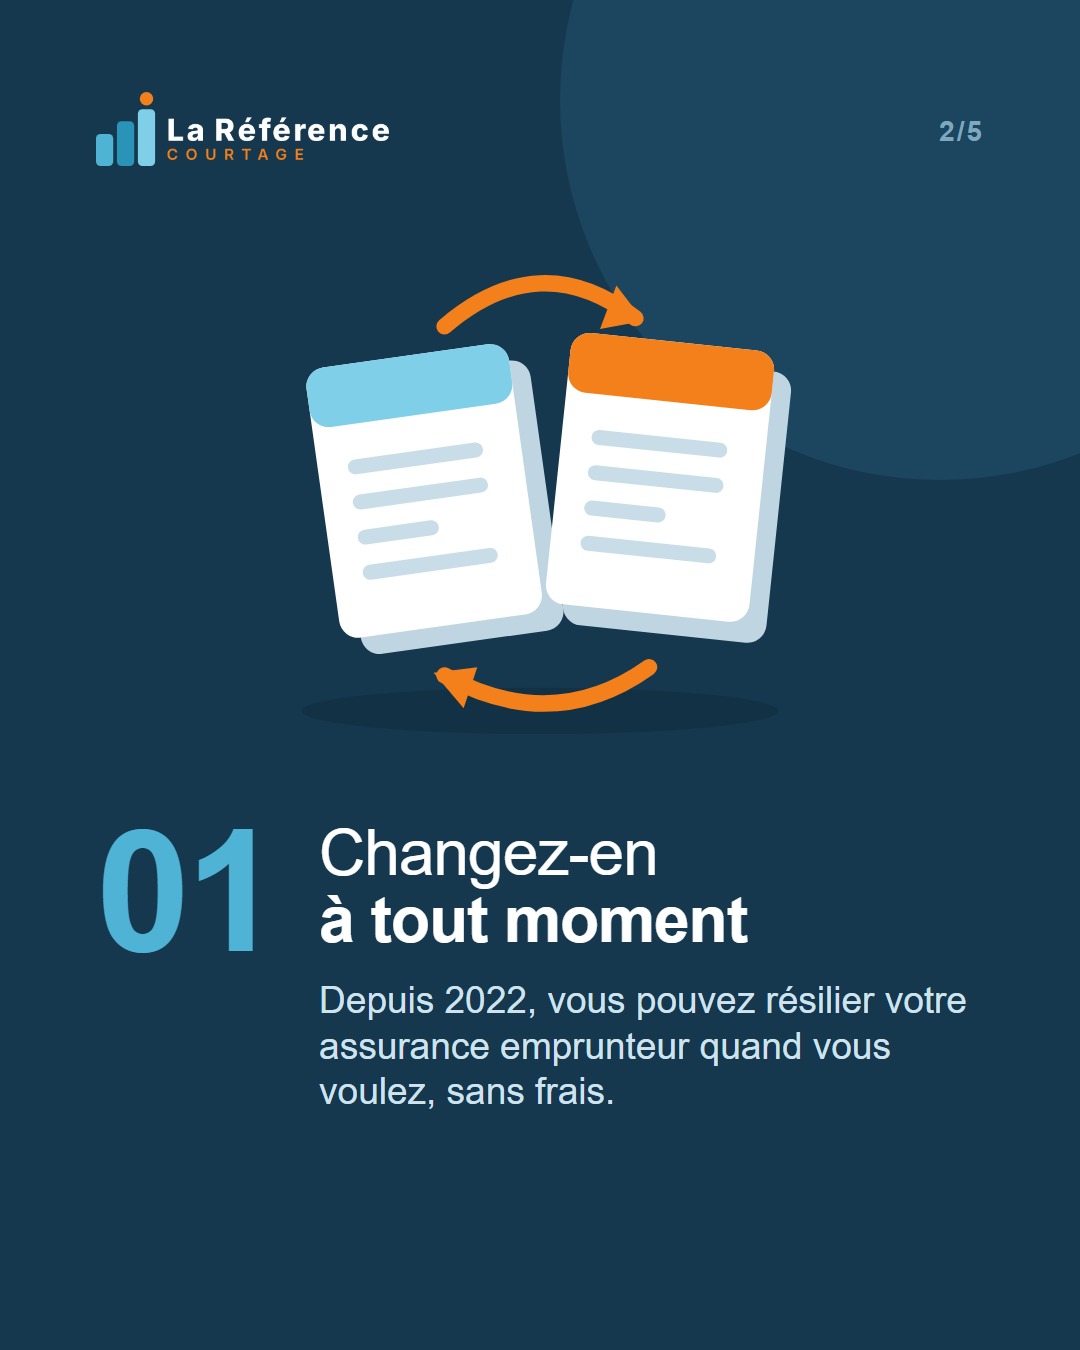 La Référence
COURTAGE
2/5
01
Changez-en
à tout moment
Depuis 2022, vous pouvez résilier votre
assurance emprunteur quand vous
voulez, sans frais.